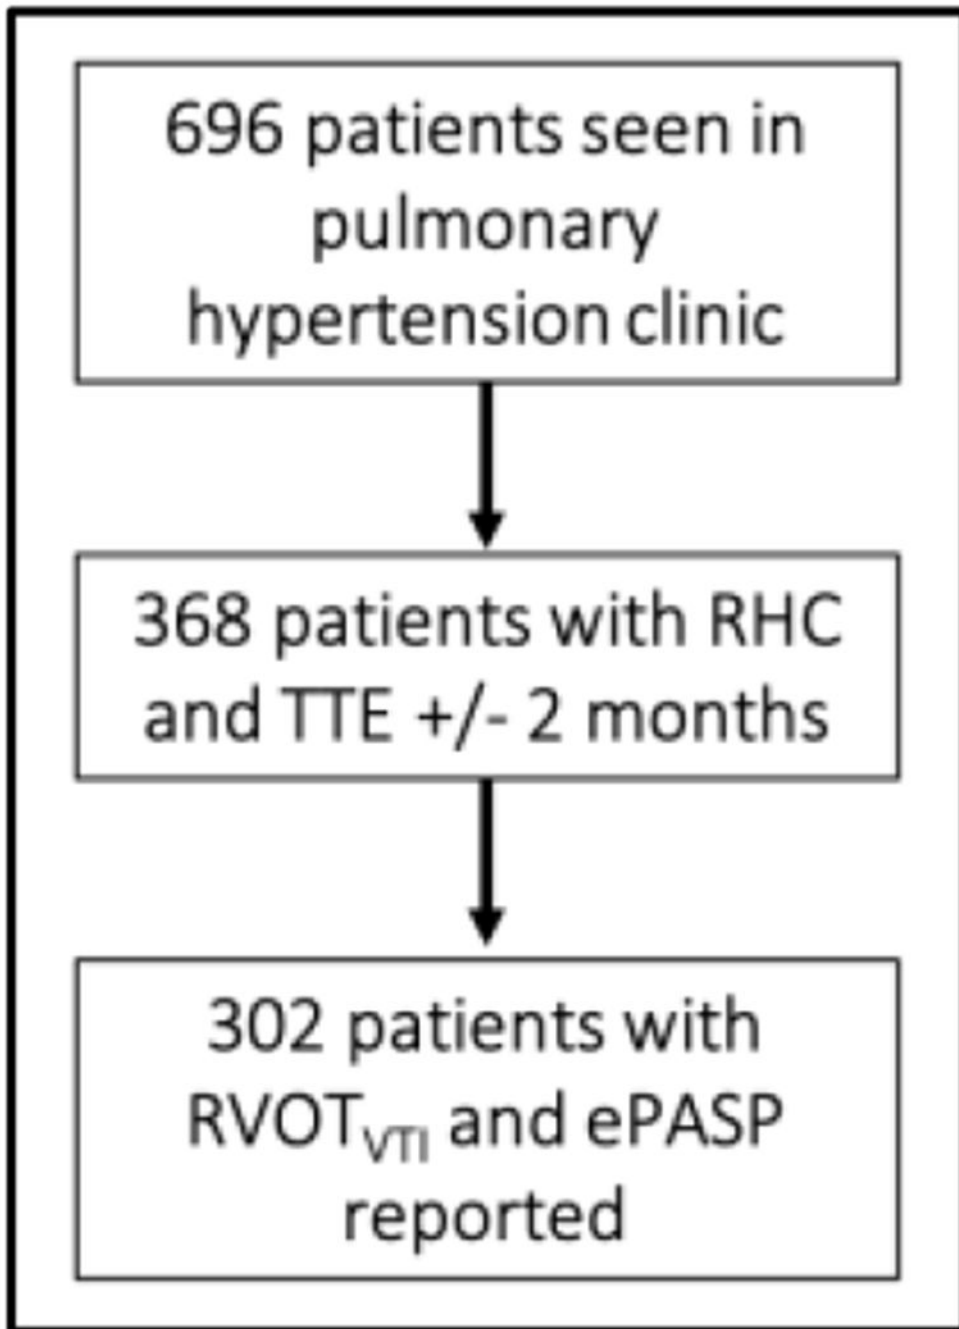 696 patients seen in
pulmonary
hypertension clinic
368 patients with RHC
and TTE +/- 2 months
302 patients with
RVOT_VTI and ePASP
reported